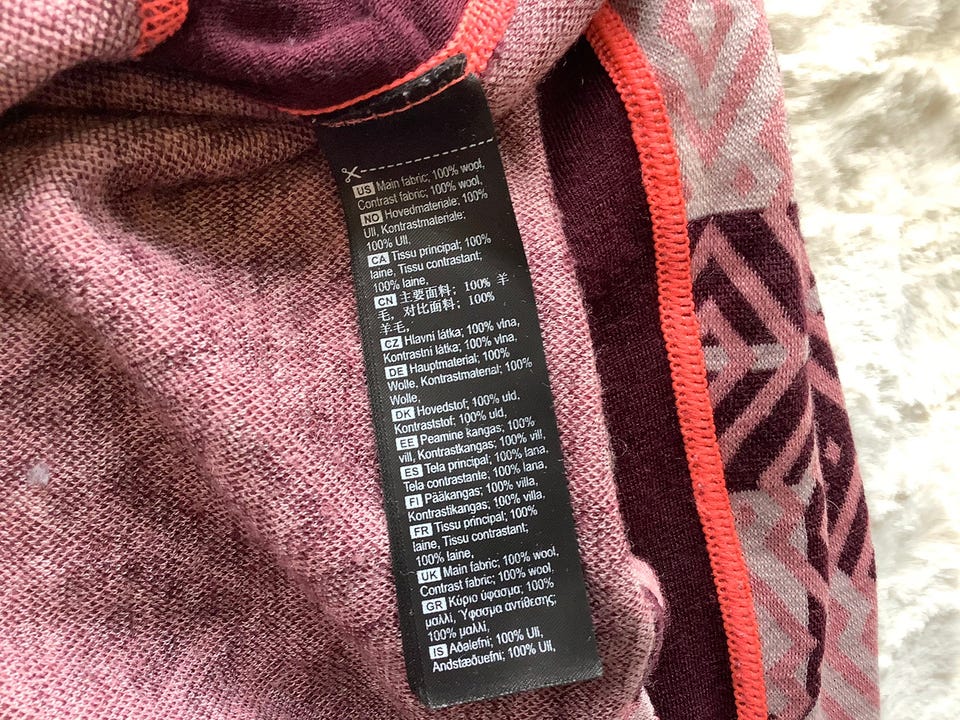 US Main fabric; 100% wool,
Contrast fabric; 100% wool,
NO Hovedmateriale; 100%
Ull, Kontrastmateriale;
100% Ull,
CA Tissu principal; 100%
laine, Tissu contrastant;
100% laine,
CN 主要面料; 100% 羊
毛, 对比面料; 100%
羊毛,
CZ Hlavní látka; 100% vlna,
Kontrastní látka; 100% vlna,
DE Hauptmaterial; 100%
Wolle, Kontrastmaterial; 100%
Wolle,
DK Hovedstof; 100% uld,
Kontraststof; 100% uld,
EE Peamine kangas; 100%
vill, Kontrastkangas; 100% vill,
ES Tela principal; 100% lana,
Tela contrastante; 100% lana,
FI Pääkangas; 100% villa,
Kontrastikangas; 100% villa,
FR Tissu principal; 100%
laine, Tissu contrastant;
100% laine,
UK Main fabric; 100% wool,
Contrast fabric; 100% wool,
GR Κύριο ύφασμα; 100%
μαλλί, Ύφασμα αντίθεσης;
100% μαλλί,
IS Aðalefni; 100% Ull,
Andstæðuefni; 100% Ull,